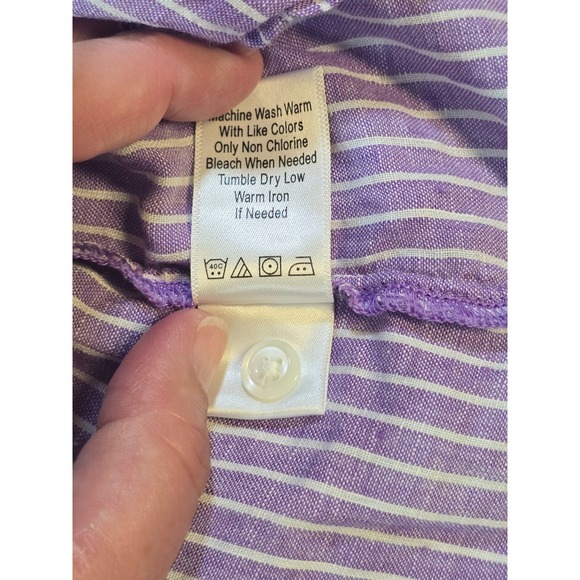 Machine Wash Warm
With Like Colors
Only Non Chlorine
Bleach When Needed
Tumble Dry Low
Warm Iron
If Needed
40C